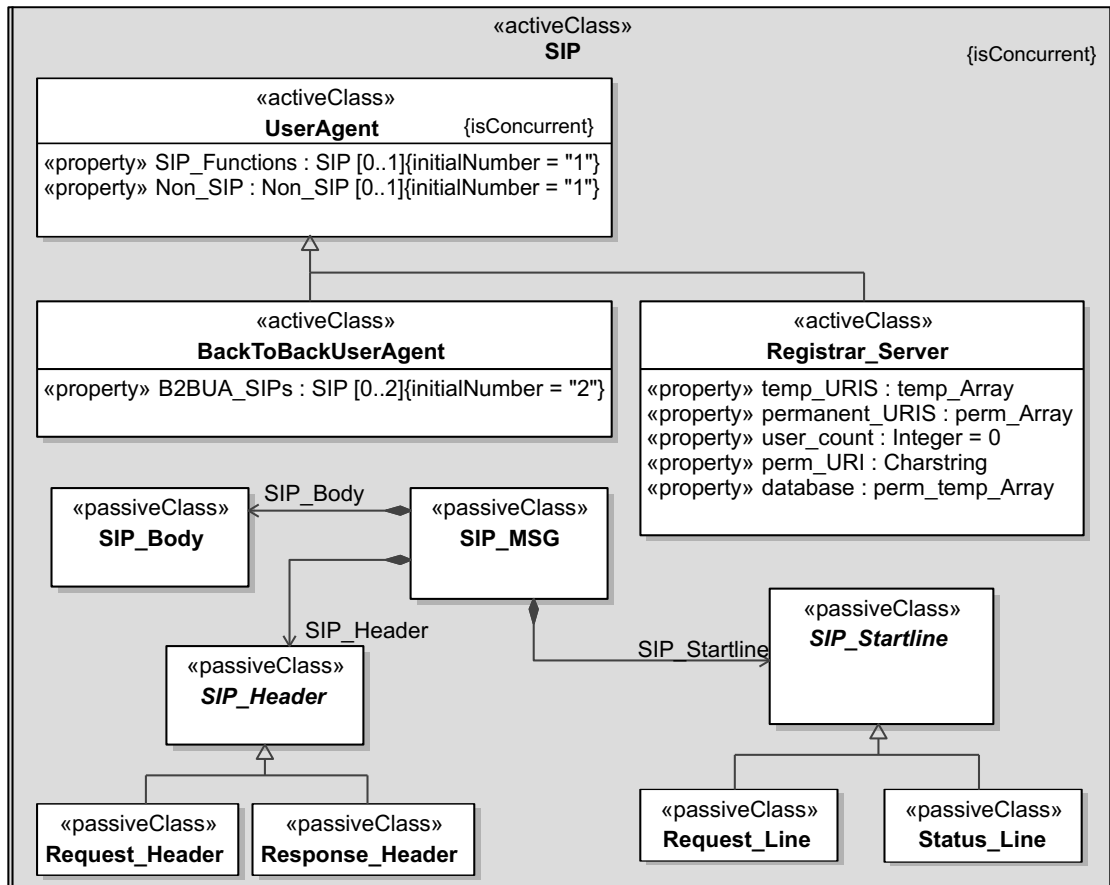 «activeClass»
SIP
{isConcurrent}
«activeClass»
UserAgent {isConcurrent}
«property» SIP_Functions : SIP [0..1]{initialNumber = "1"}
«property» Non_SIP : Non_SIP [0..1]{initialNumber = "1"}
«activeClass»
BackToBackUserAgent
«property» B2BUA_SIPs : SIP [0..2]{initialNumber = "2"}
«activeClass»
Registrar_Server
«property» temp_URIS : temp_Array
«property» permanent_URIS : perm_Array
«property» user_count : Integer = 0
«property» perm_URI : Charstring
«property» database : perm_temp_Array
«passiveClass»
SIP_Body
SIP_Body
«passiveClass»
SIP_MSG
SIP_Header
SIP_Startline
«passiveClass»
SIP_Startline
«passiveClass»
SIP_Header
«passiveClass»
Request_Header
«passiveClass»
Response_Header
«passiveClass»
Request_Line
«passiveClass»
Status_Line